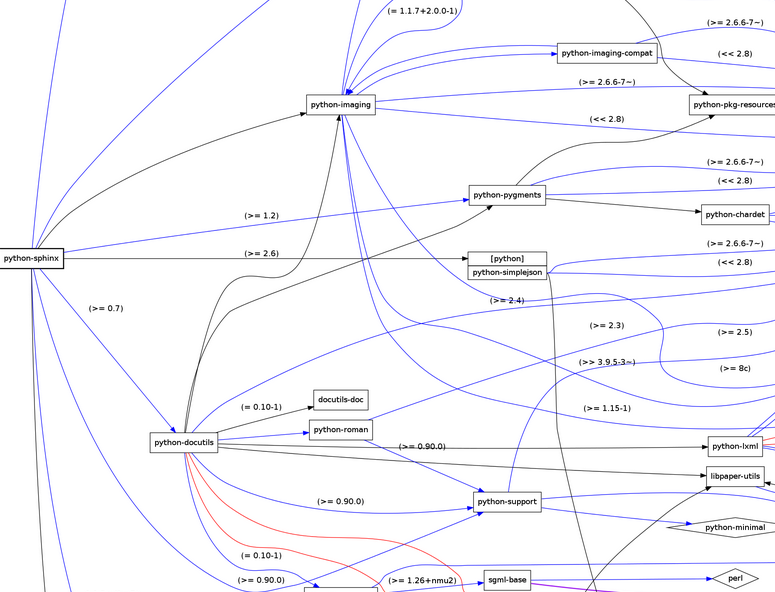 (= 1.1.7+2.0.0-1)
(>= 2.6.6-7~)
python-imaging-compat
(<< 2.8)
(>= 2.6.6-7~)
python-imaging
python-pkg-resources
(<< 2.8)
(>= 2.6.6-7~)
(<< 2.8)
python-pygments
(>= 1.2)
python-chardet
(>= 2.6.6-7~)
(>= 2.6)
[python]
python-sphinx
(<< 2.8)
python-simplejson
(>= 2.4)
(>= 0.7)
(>= 2.3)
(>= 2.5)
(>> 3.9.5-3~)
(>= 8c)
docutils-doc
(= 0.10-1)
(>= 1.15-1)
python-roman
python-docutils
(>= 0.90.0)
python-lxml
libpaper-utils
(>= 0.90.0)
python-support
python-minimal
(= 0.10-1)
(>= 0.90.0)
(>= 1.26+nmu2)
sgml-base
perl